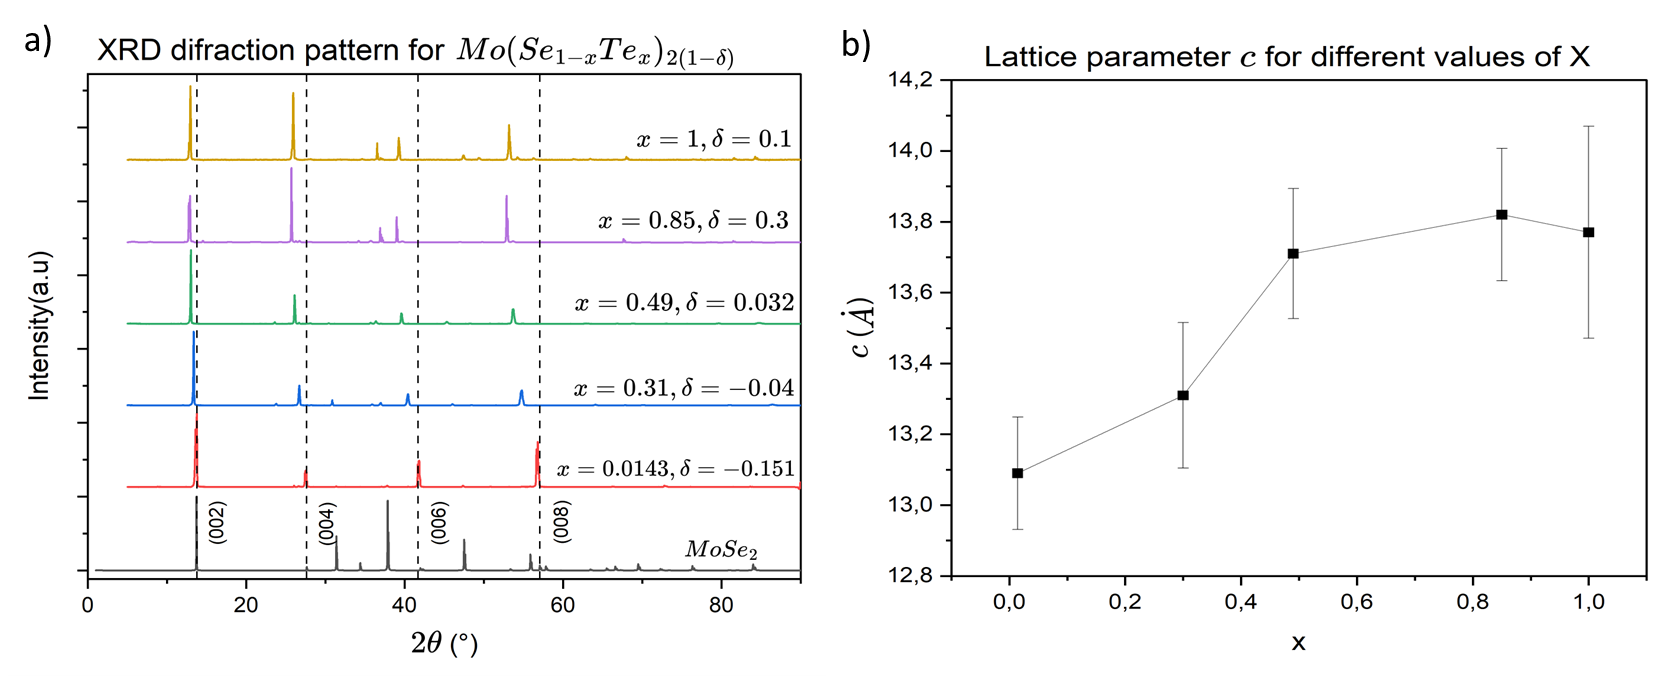 a)
XRD difraction pattern for Mo(Se₁₋ₓTeₓ)₂₍₁₋δ₎
Intensity(a.u)
x = 1, δ = 0.1
x = 0.85, δ = 0.3
x = 0.49, δ = 0.032
x = 0.31, δ = −0.04
x = 0.0143, δ = −0.151
(002)
(004)
(006)
(008)
MoSe₂
0 20 40 60 80
2θ (°)
b)
Lattice parameter c for different values of X
14,2
14,0
13,8
13,6
13,4
13,2
13,0
12,8
c (Å)
0,0 0,2 0,4 0,6 0,8 1,0
x